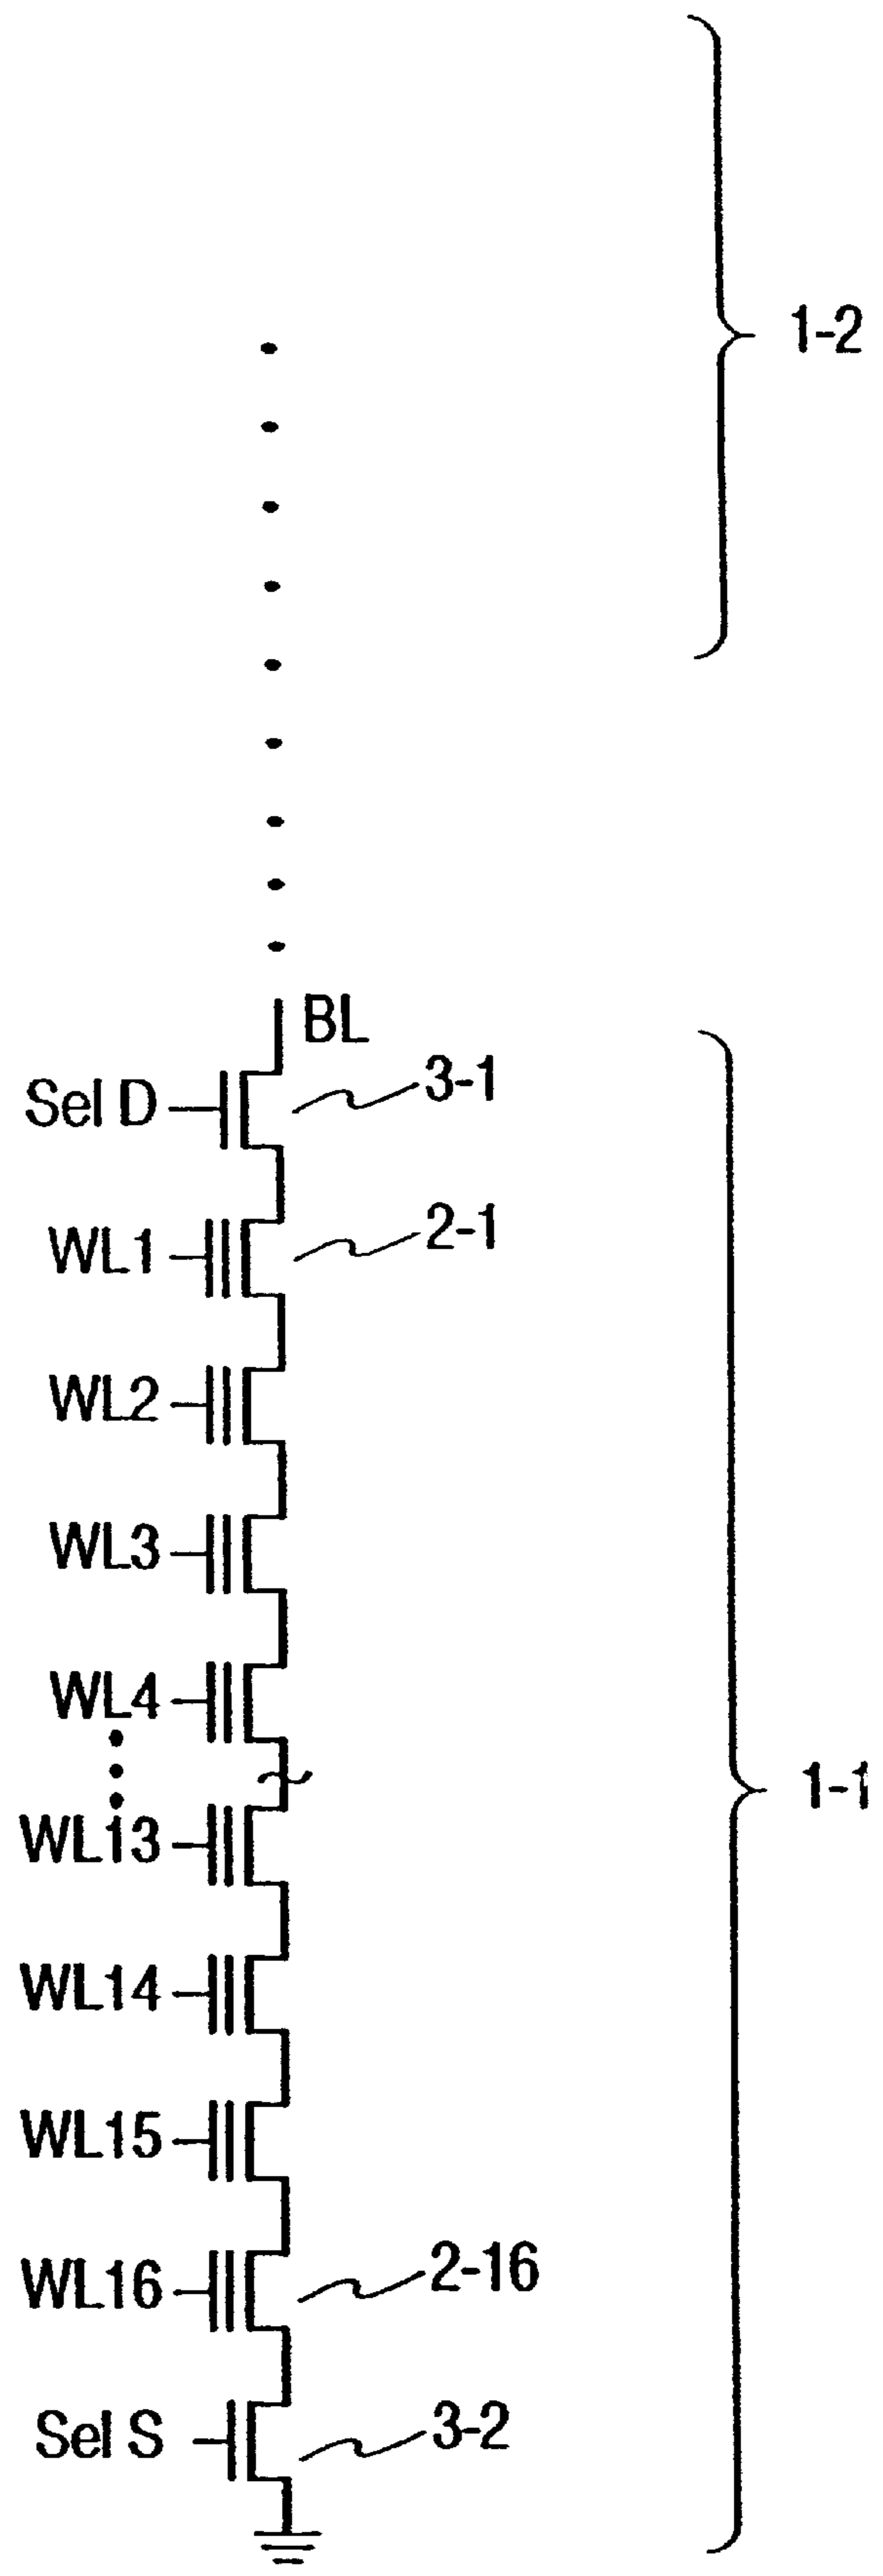 1-2
BL
Sel D
3-1
WL1
2-1
WL2
WL3
WL4
1-1
WL13
WL14
WL15
WL16
2-16
Sel S
3-2